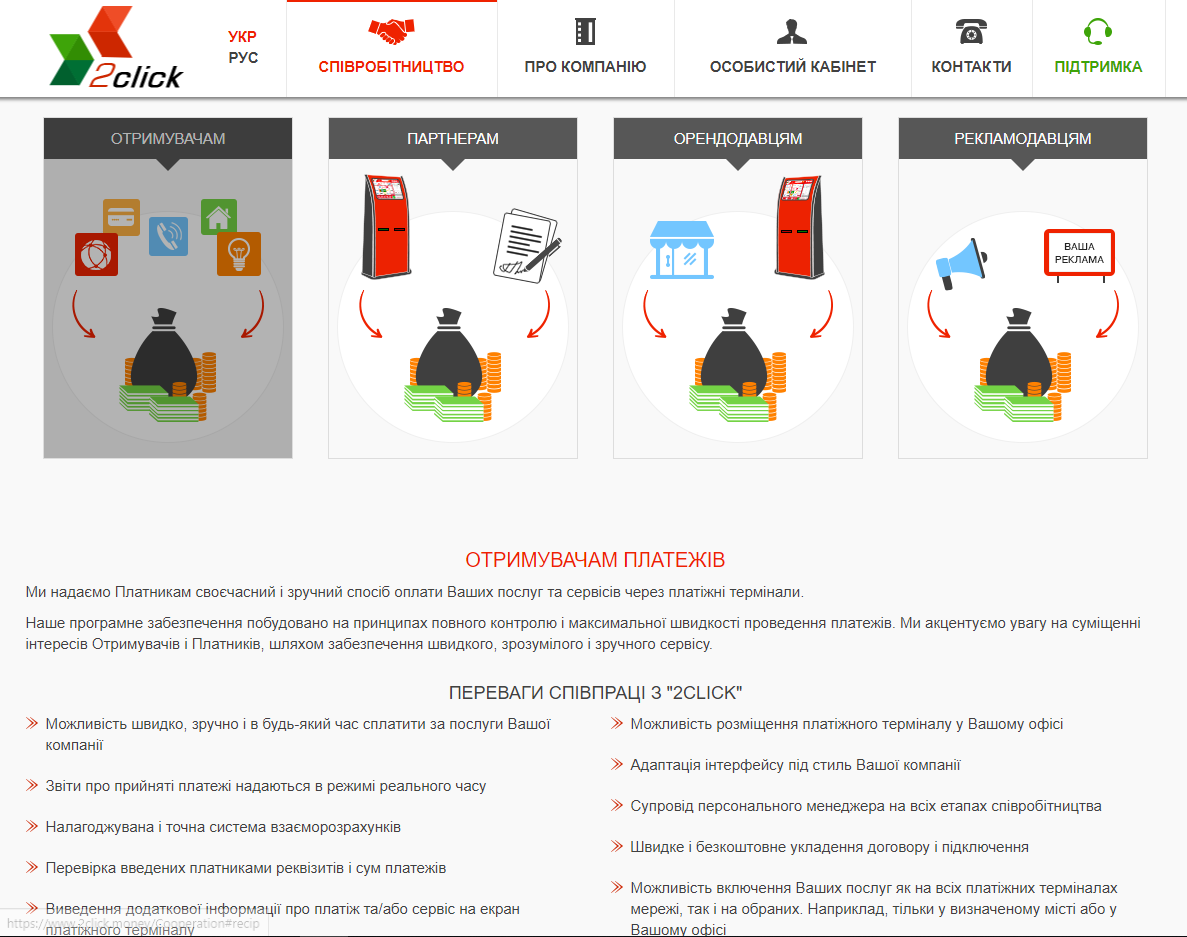 2click
УКР
РУС
СПІВРОБІТНИЦТВО
ПРО КОМПАНІЮ
ОСОБИСТИЙ КАБІНЕТ
КОНТАКТИ
ПІДТРИМКА
ОТРИМУВАЧАМ
ПАРТНЕРАМ
ОРЕНДОДАВЦЯМ
РЕКЛАМОДАВЦЯМ
ВАША
РЕКЛАМА
ОТРИМУВАЧАМ ПЛАТЕЖІВ
Ми надаємо Платникам своєчасний і зручний спосіб оплати Ваших послуг та сервісів через платіжні термінали.
Наше програмне забезпечення побудовано на принципах повного контролю і максимальної швидкості проведення платежів. Ми акцентуємо увагу на суміщенні
інтересів Отримувачів і Платників, шляхом забезпечення швидкого, зрозумілого і зручного сервісу.
ПЕРЕВАГИ СПІВПРАЦІ З "2CLICK"
Можливість швидко, зручно і в будь-який час сплатити за послуги Вашої
компанії
Звіти про прийняті платежі надаються в режимі реального часу
Налагоджувана і точна система взаєморозрахунків
Перевірка введених платниками реквізитів і сум платежів
Виведення додаткової інформації про платіж та/або сервіс на екран
платіжного терміналу
Можливість розміщення платіжного терміналу у Вашому офісі
Адаптація інтерфейсу під стиль Вашої компанії
Супровід персонального менеджера на всіх етапах співробітництва
Швидке і безкоштовне укладення договору і підключення
Можливість включення Ваших послуг як на всіх платіжних терміналах
мережі, так і на обраних. Наприклад, тільки у визначеному місті або у
Вашому офісі
https://www.2click.money/Cooperation#recip